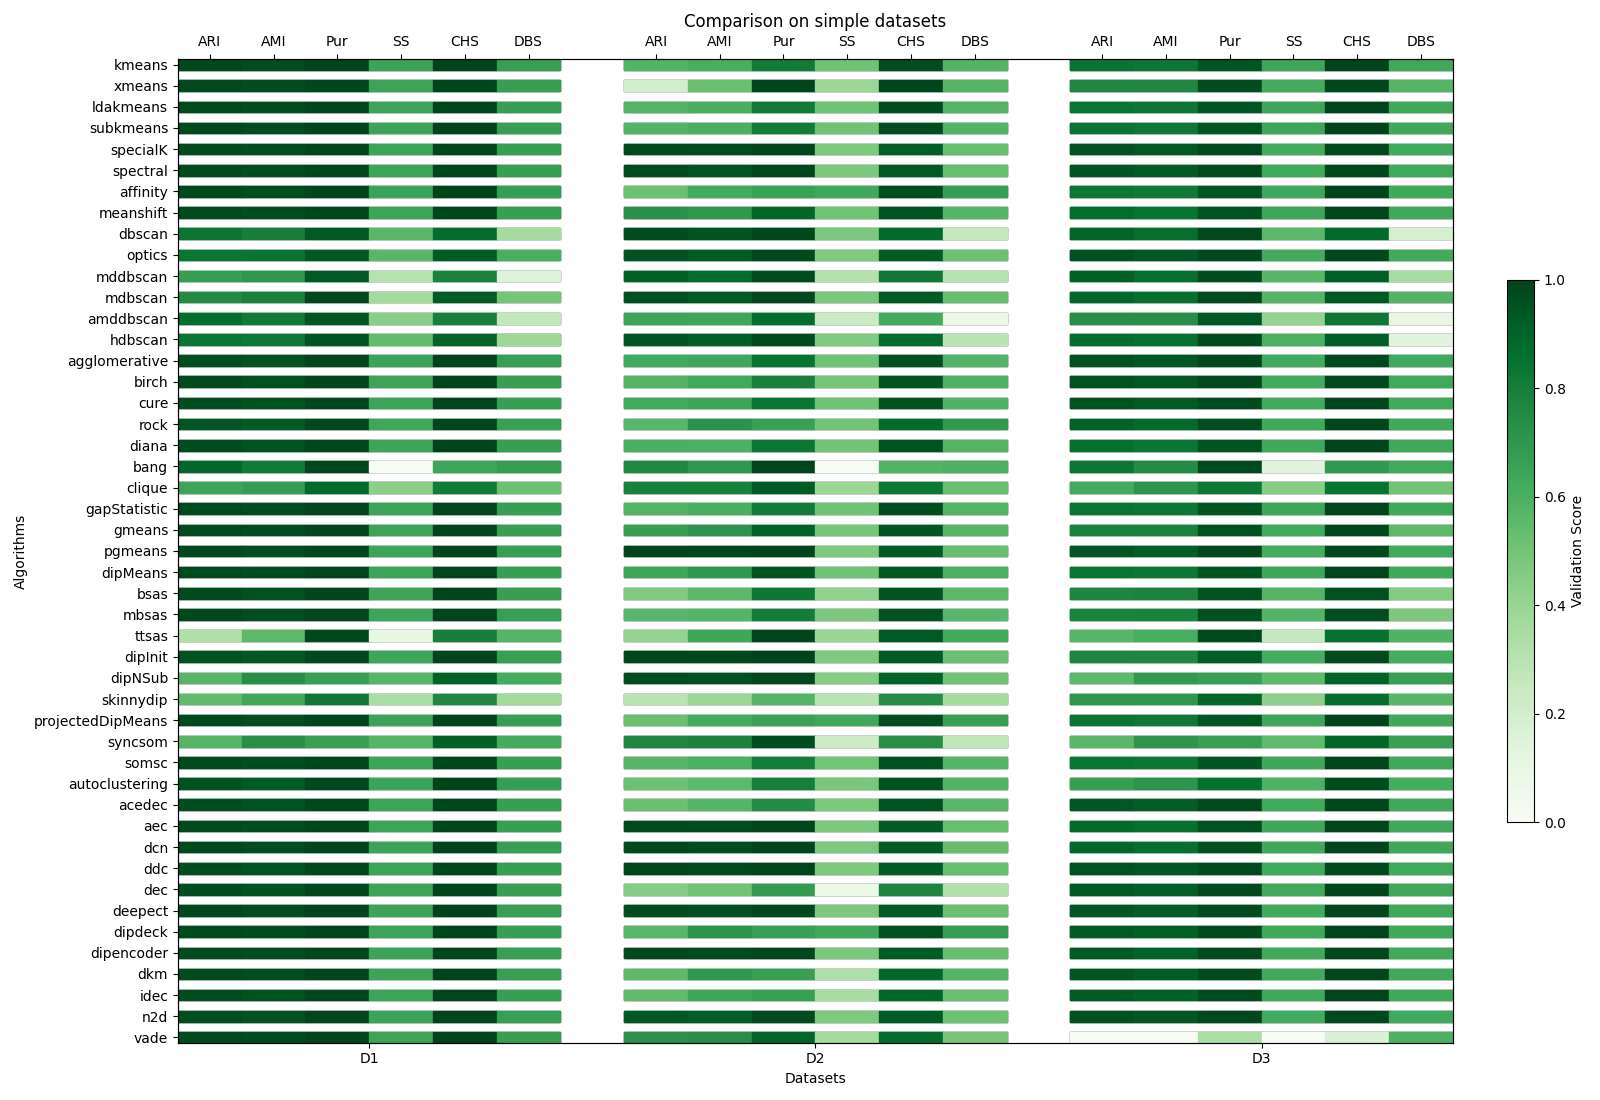 Comparison on simple datasets
ARI AMI Pur SS CHS DBS ARI AMI Pur SS CHS DBS ARI AMI Pur SS CHS DBS
kmeans
xmeans
ldakmeans
subkmeans
specialK
spectral
affinity
meanshift
dbscan
optics
mddbscan
mdbscan
amddbscan
hdbscan
agglomerative
birch
cure
rock
diana
bang
clique
gapStatistic
gmeans
pgmeans
dipMeans
bsas
mbsas
ttsas
dipInit
dipNSub
skinnydip
projectedDipMeans
syncsom
somsc
autoclustering
acedec
aec
dcn
ddc
dec
deepect
dipdeck
dipencoder
dkm
idec
n2d
vade
Algorithms
D1 D2 D3
Datasets
1.0
0.8
0.6
0.4
0.2
0.0
Validation Score